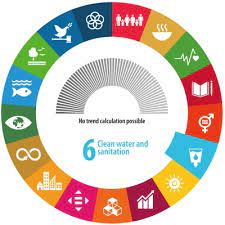 No trend calculation possible
6 Clean water and
sanitation